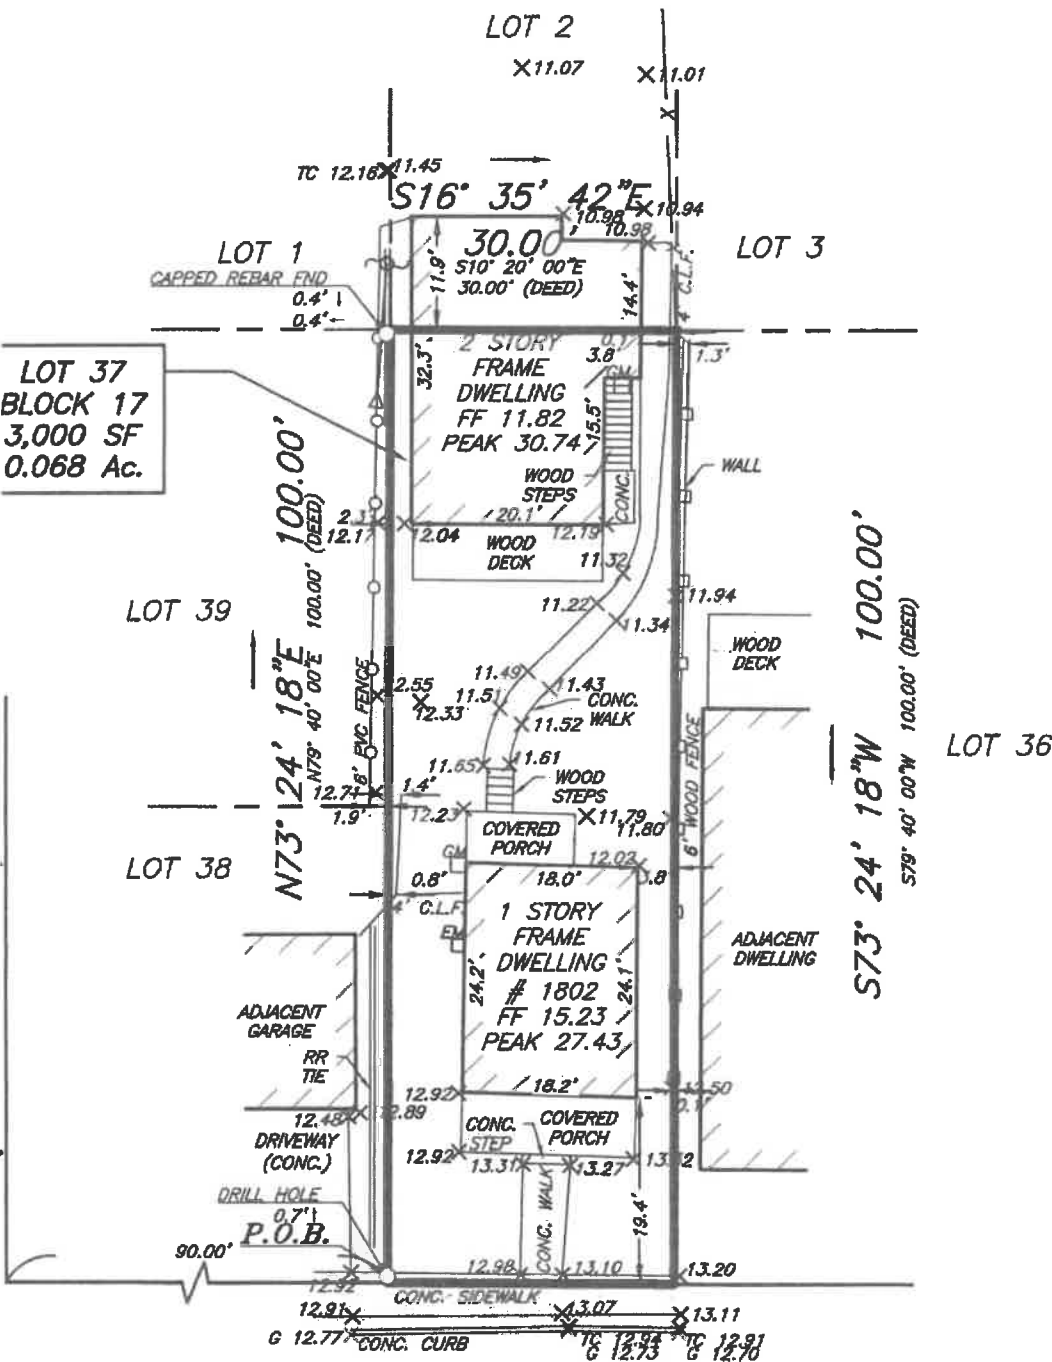 LOT 2
11.07
11.01
TC 12.16
11.45
S16° 35' 42"E
10.98
10.94
10.98
LOT 1
30.00'
LOT 3
CAPPED REBAR FND
S10° 20' 00"E
30.00' (DEED)
11.9'
14.4'
4' C.L.F.
0.4'
0.4'
2 STORY
FRAME
DWELLING
FF 11.82
PEAK 30.74
32.3'
3.8'
GM
1.3'
15.5'
LOT 37
BLOCK 17
3,000 SF
0.068 Ac.
WOOD
STEPS
CONC.
WALL
20.1'
12.17
12.04
12.19
WOOD
DECK
11.32
11.22
11.34
11.94
N73° 24' 18"E 100.00'
N79° 40' 00"E 100.00' (DEED)
LOT 39
WOOD
DECK
S73° 24' 18"W 100.00'
S79° 40' 00"W 100.00' (DEED)
LOT 36
6' PVC FENCE
11.49
11.43
11.51
CONC.
WALK
12.33
11.52
11.65
11.61
WOOD
STEPS
6' WOOD FENCE
12.71
1.4'
1.9'
12.23
11.79
11.80
COVERED
PORCH
LOT 38
GM
12.02
0.8'
18.0'
4' C.L.F.
EM
1 STORY
FRAME
DWELLING
# 1802
FF 15.23
PEAK 27.43
24.2'
24.1'
ADJACENT
DWELLING
ADJACENT
GARAGE
RR
TIE
18.2'
12.92
12.48
12.89
CONC.
STEP
COVERED
PORCH
DRIVEWAY
(CONC.)
12.92
13.31
13.27
CONC. WALK
19.4'
DRILL HOLE
0.7'
P.O.B.
90.00'
12.92
12.98
13.10
13.20
CONC. SIDEWALK
12.91
13.07
13.11
G 12.77
CONC. CURB
TC 12.94
G 12.73
TC 12.91
G 12.70